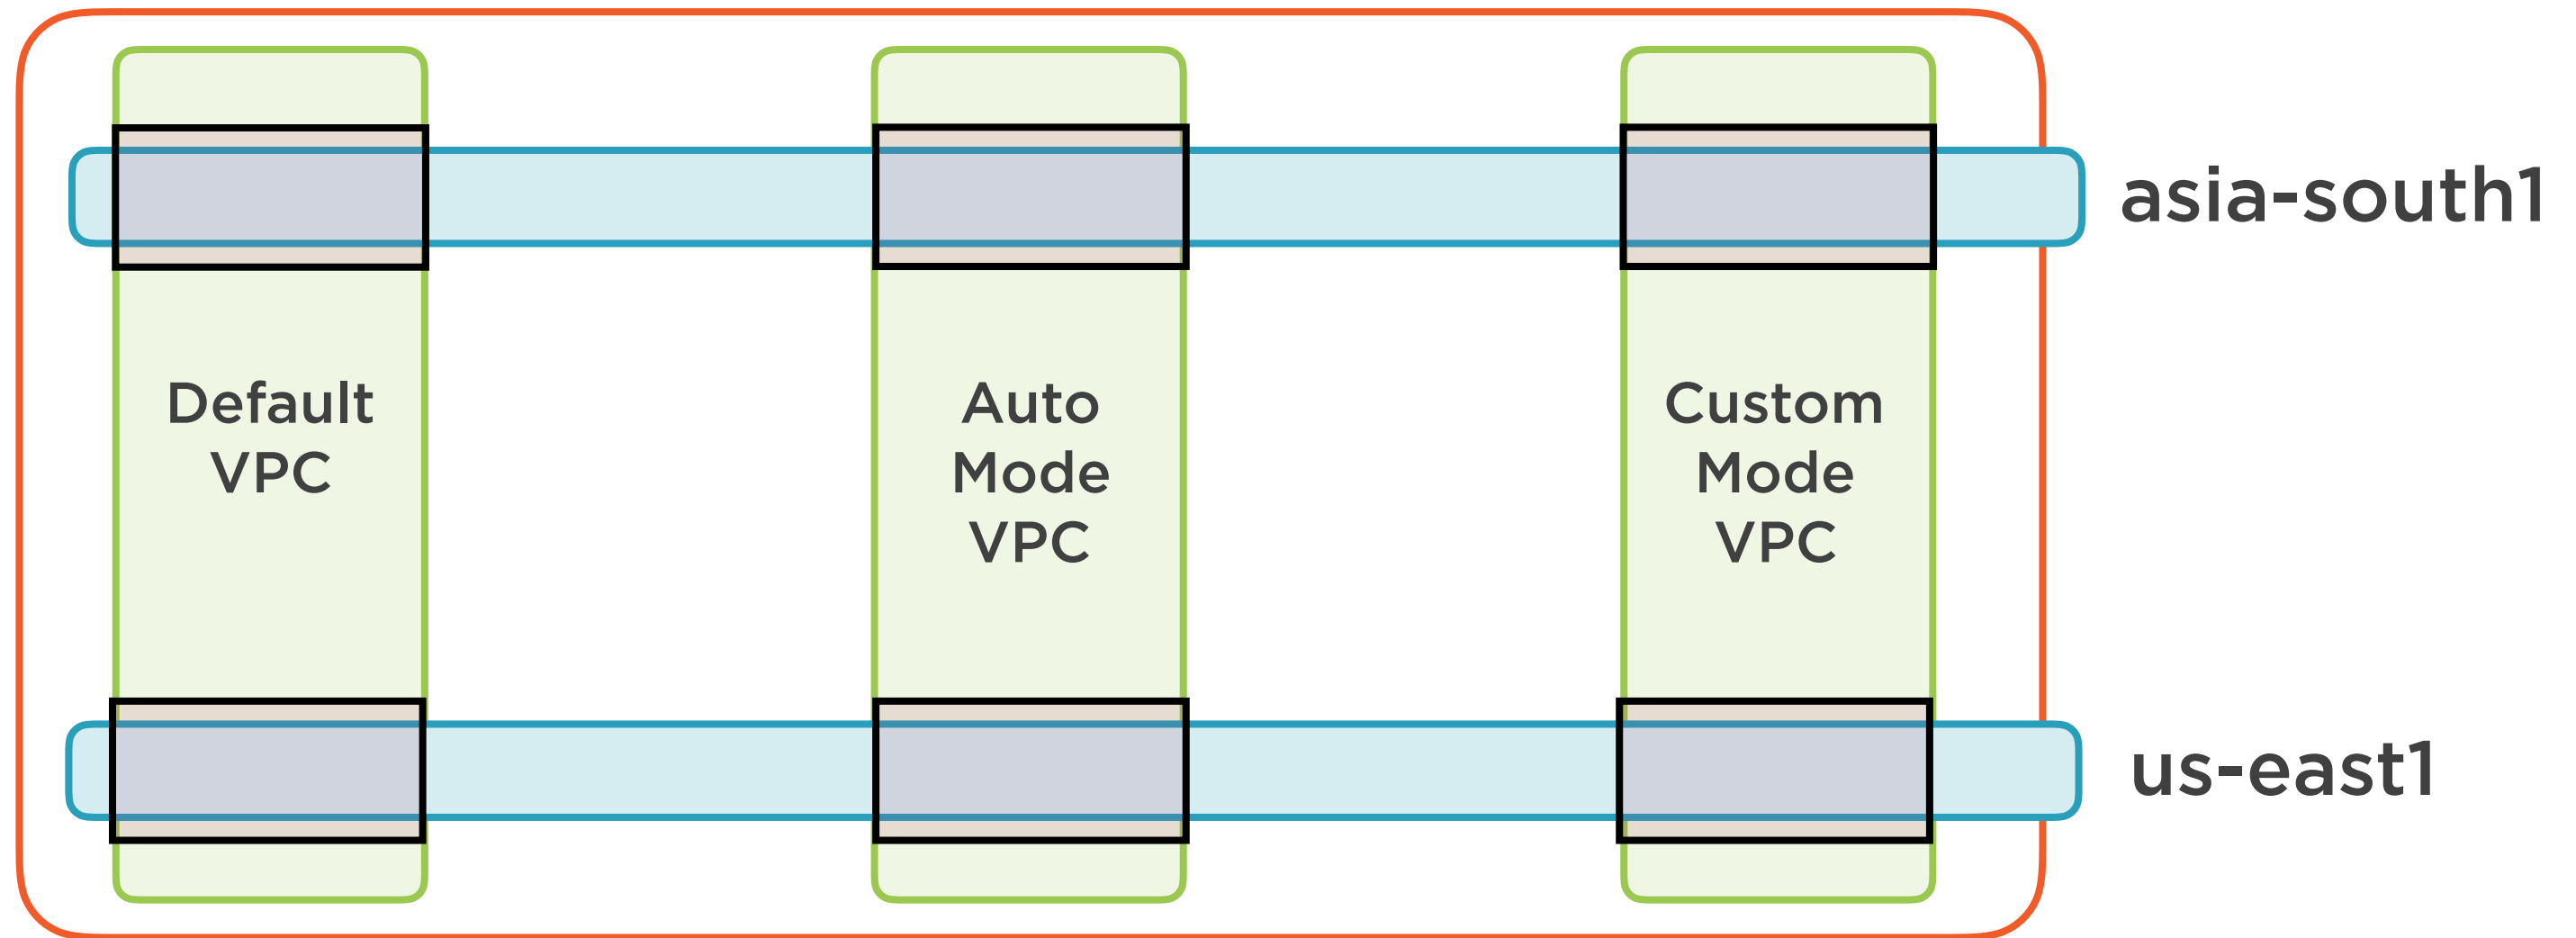 asia-south1
Default
VPC
Auto
Mode
VPC
Custom
Mode
VPC
us-east1